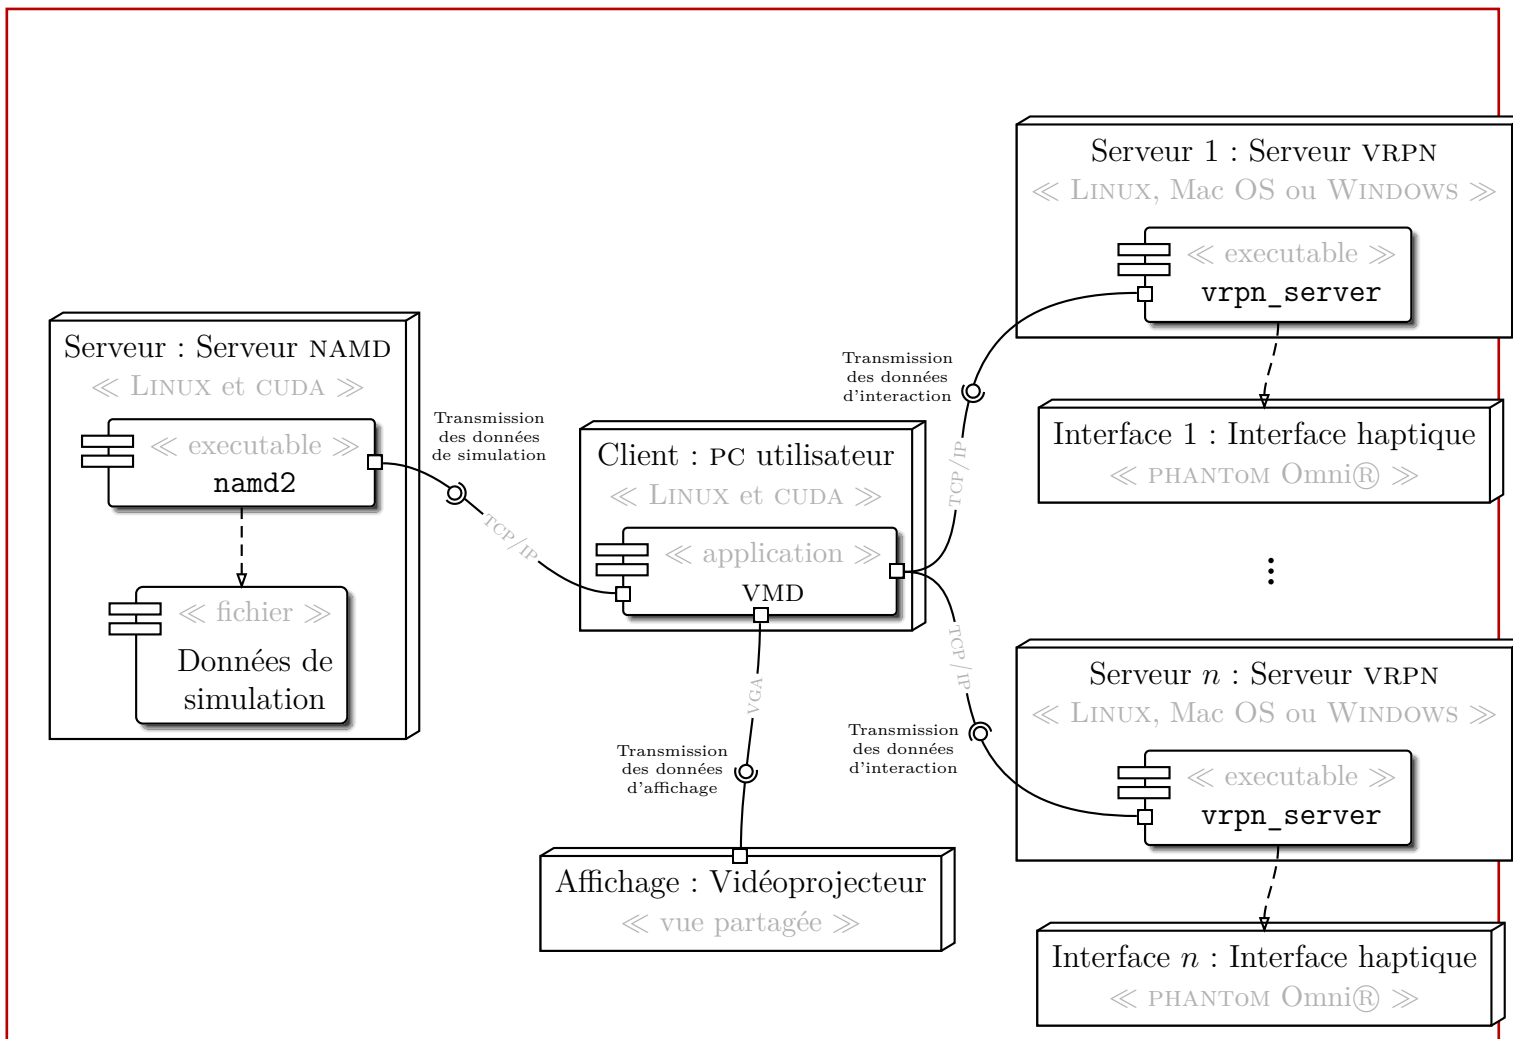 Serveur : Serveur NAMD
≪ LINUX et CUDA ≫
≪ executable ≫
namd2
≪ fichier ≫
Données de
simulation
Transmission
des données
de simulation
TCP/IP
Client : PC utilisateur
≪ LINUX et CUDA ≫
≪ application ≫
VMD
VGA
Transmission
des données
d'affichage
Affichage : Vidéoprojecteur
≪ vue partagée ≫
Transmission
des données
d'interaction
TCP/IP
TCP/IP
Transmission
des données
d'interaction
Serveur 1 : Serveur VRPN
≪ LINUX, Mac OS ou WINDOWS ≫
≪ executable ≫
vrpn_server
Interface 1 : Interface haptique
≪ PHANToM Omni® ≫
⋮
Serveur n : Serveur VRPN
≪ LINUX, Mac OS ou WINDOWS ≫
≪ executable ≫
vrpn_server
Interface n : Interface haptique
≪ PHANToM Omni® ≫